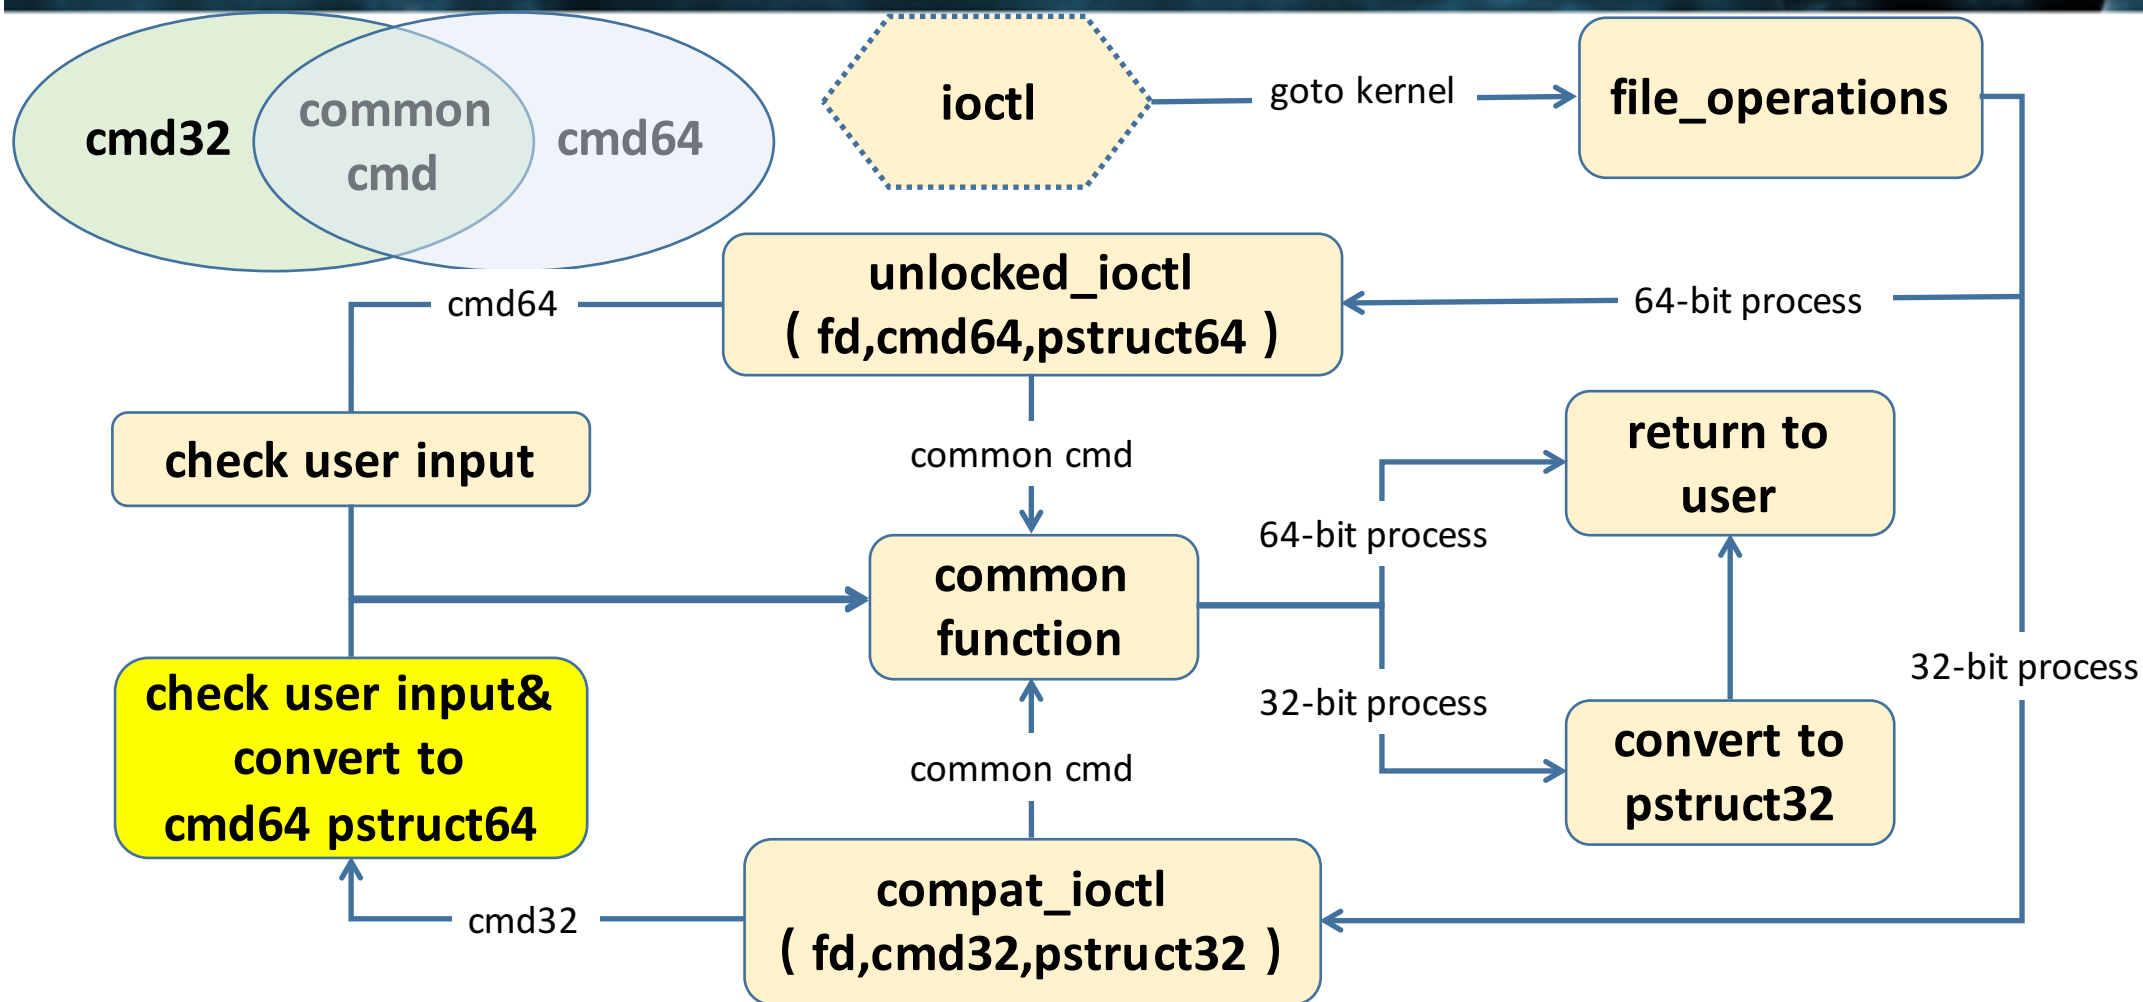 cmd32
common
cmd
cmd64
ioctl
goto kernel
file_operations
unlocked_ioctl
( fd,cmd64,pstruct64 )
cmd64
64-bit process
check user input
common cmd
return to
user
64-bit process
common
function
32-bit process
32-bit process
check user input&
convert to
cmd64 pstruct64
convert to
pstruct32
common cmd
compat_ioctl
( fd,cmd32,pstruct32 )
cmd32